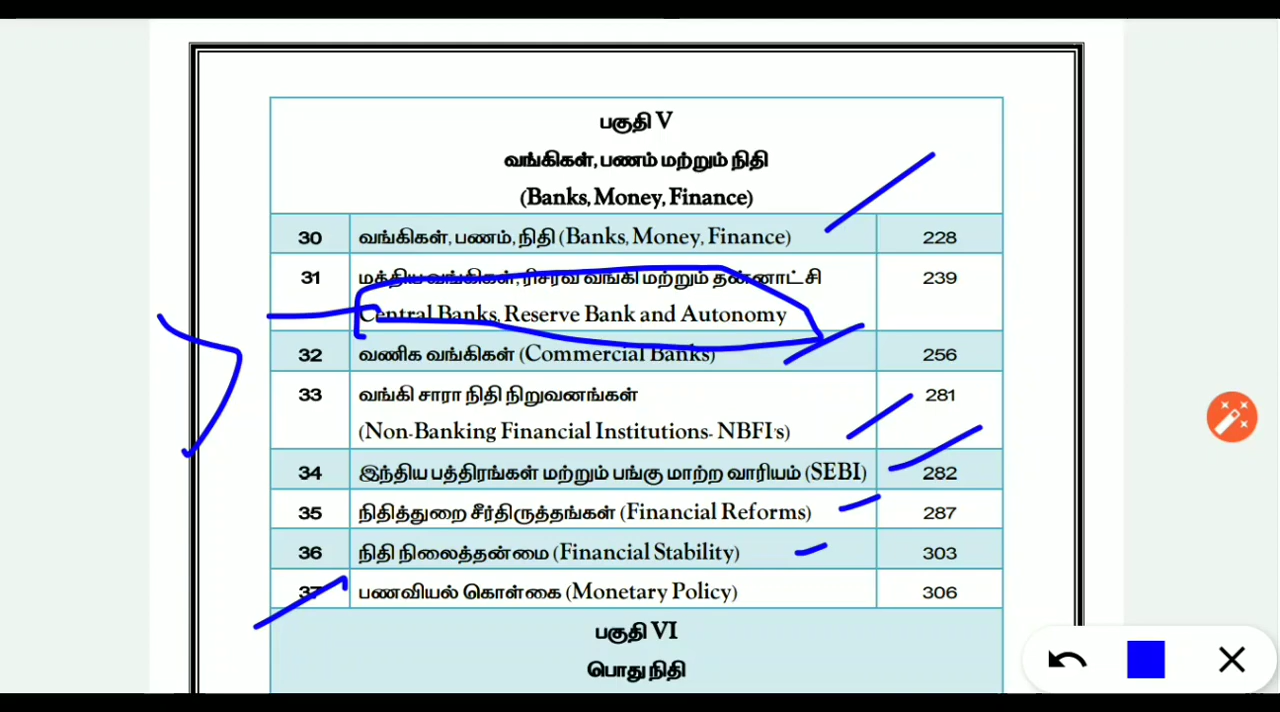 பகுதி V
வங்கிகள், பணம் மற்றும் நிதி
(Banks, Money, Finance)
30 வங்கிகள், பணம், நிதி (Banks, Money, Finance) 228
31 மத்திய வங்கிகள், ரிசர்வ் வங்கி மற்றும் தன்னாட்சி 239
Central Banks, Reserve Bank and Autonomy
32 வணிக வங்கிகள் (Commercial Banks) 256
33 வங்கி சாரா நிதி நிறுவனங்கள் 281
(Non-Banking Financial Institutions- NBFI's)
34 இந்திய பத்திரங்கள் மற்றும் பங்கு மாற்ற வாரியம் (SEBI) 282
35 நிதித்துறை சீர்திருத்தங்கள் (Financial Reforms) 287
36 நிதி நிலைத்தன்மை (Financial Stability) 303
37 பணவியல் கொள்கை (Monetary Policy) 306
பகுதி VI
பொது நிதி